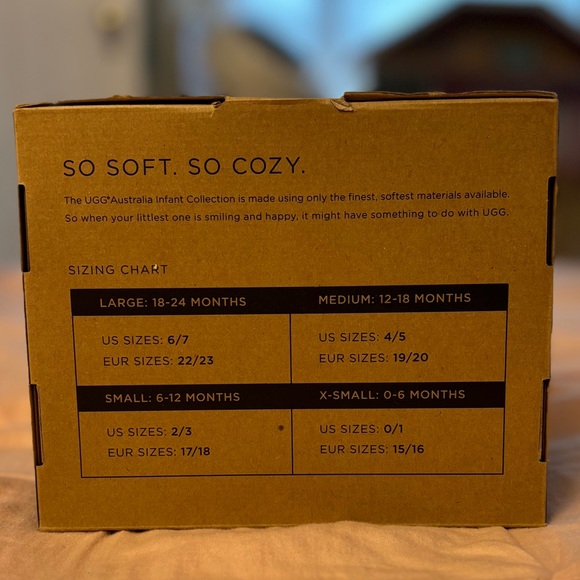 SO SOFT. SO COZY.
The UGG®Australia Infant Collection is made using only the finest, softest materials available.
So when your littlest one is smiling and happy, it might have something to do with UGG.
SIZING CHART
LARGE: 18-24 MONTHS
MEDIUM: 12-18 MONTHS
US SIZES: 6/7
EUR SIZES: 22/23
US SIZES: 4/5
EUR SIZES: 19/20
SMALL: 6-12 MONTHS
X-SMALL: 0-6 MONTHS
US SIZES: 2/3
EUR SIZES: 17/18
US SIZES: 0/1
EUR SIZES: 15/16